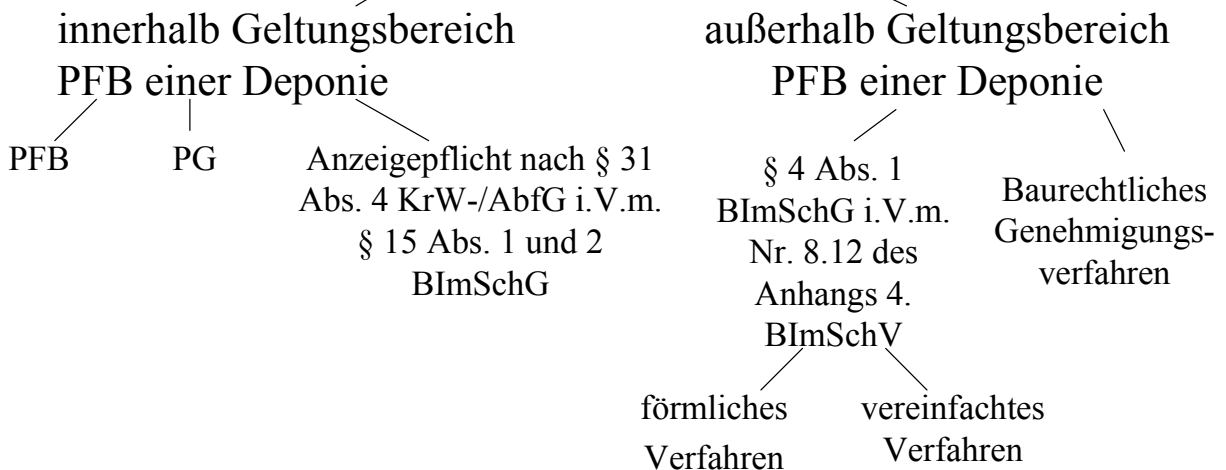 innerhalb Geltungsbereich
PFB einer Deponie
außerhalb Geltungsbereich
PFB einer Deponie
PFB
PG
Anzeigepflicht nach § 31
Abs. 4 KrW-/AbfG i.V.m.
§ 15 Abs. 1 und 2
BImSchG
§ 4 Abs. 1
BImSchG i.V.m.
Nr. 8.12 des
Anhangs 4.
BImSchV
Baurechtliches
Genehmigungs-
verfahren
förmliches
Verfahren
vereinfachtes
Verfahren